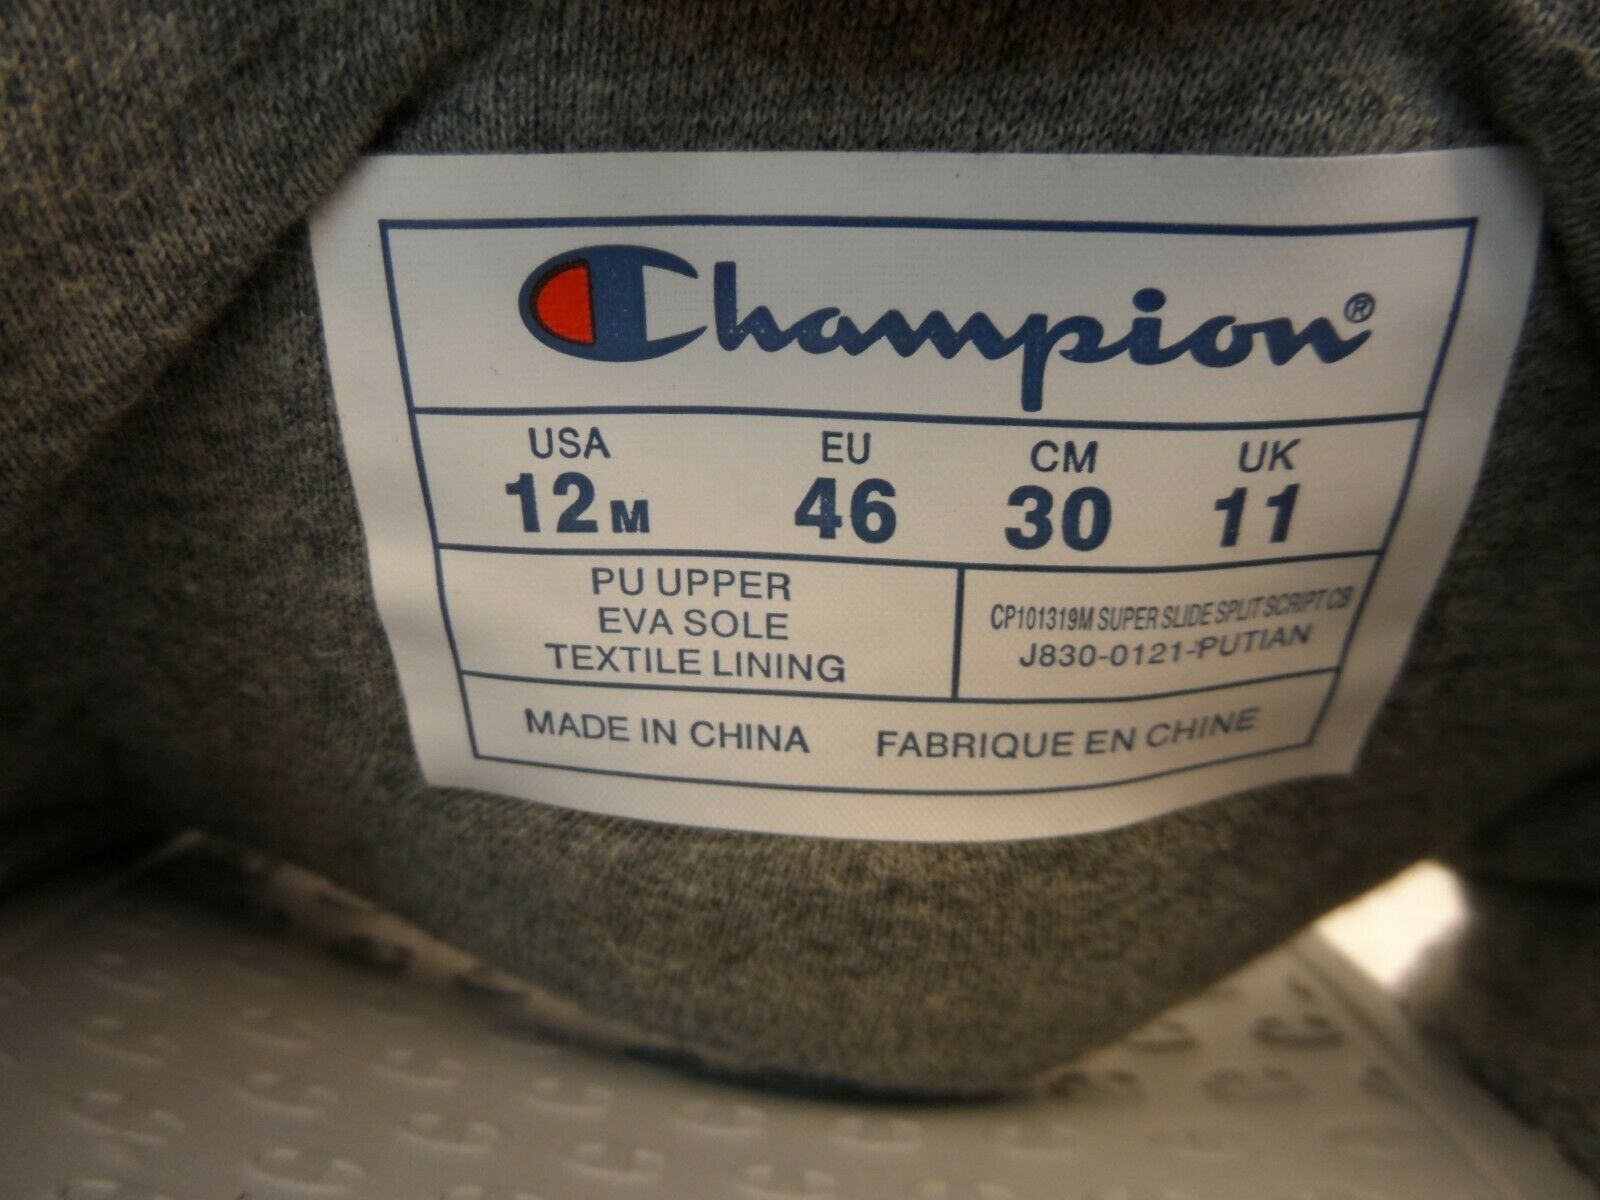 Champion®
USA EU CM UK
12M 46 30 11
PU UPPER
EVA SOLE
TEXTILE LINING
CP101319M SUPER SLIDE SPLIT SCRIPT CB
J830-0121-PUTIAN
MADE IN CHINA FABRIQUE EN CHINE